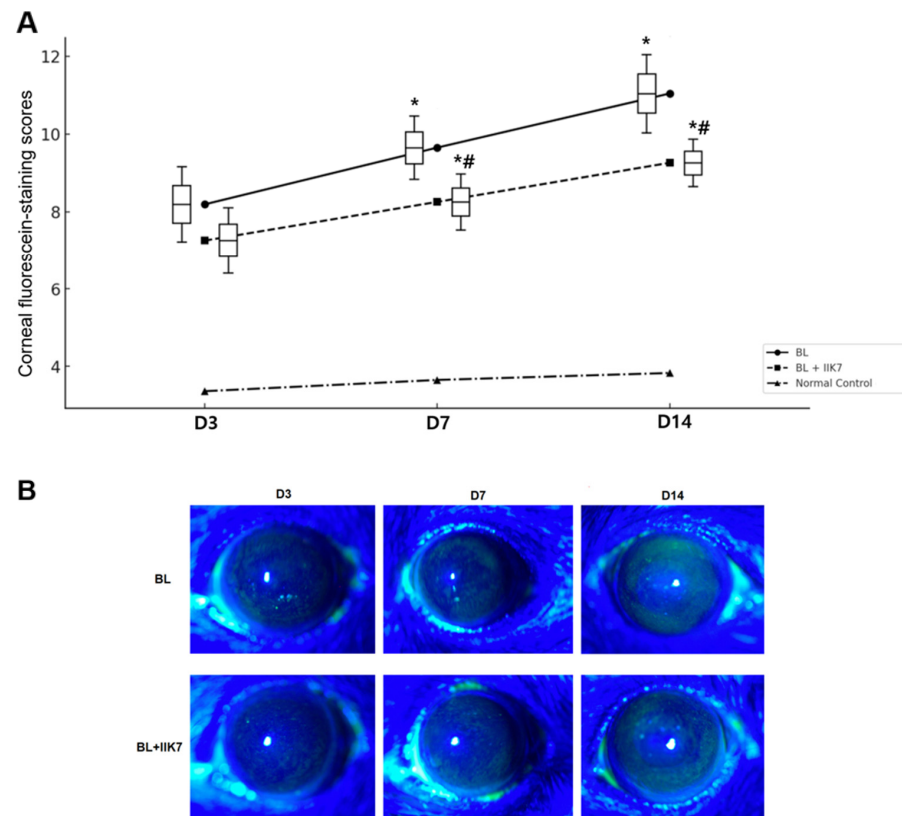 A
Corneal fluorescein-staining scores
12
10
8
6
4
*
*#
*
*#
BL
BL + IIK7
Normal Control
D3
D7
D14
B
D3
D7
D14
BL
BL+IIK7